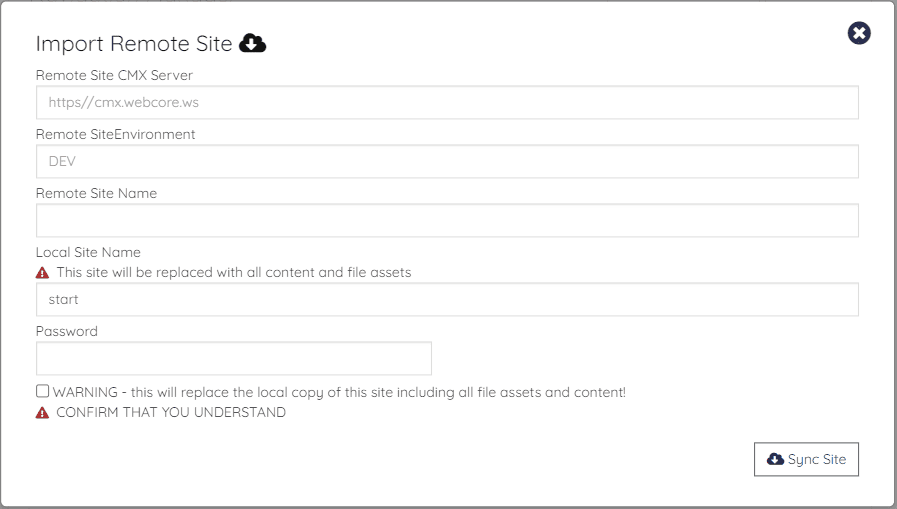 Import Remote Site
Remote Site CMX Server
https//cmx.webcore.ws
Remote SiteEnvironment
DEV
Remote Site Name
Local Site Name
This site will be replaced with all content and file assets
start
Password
WARNING - this will replace the local copy of this site including all file assets and content!
CONFIRM THAT YOU UNDERSTAND
Sync Site